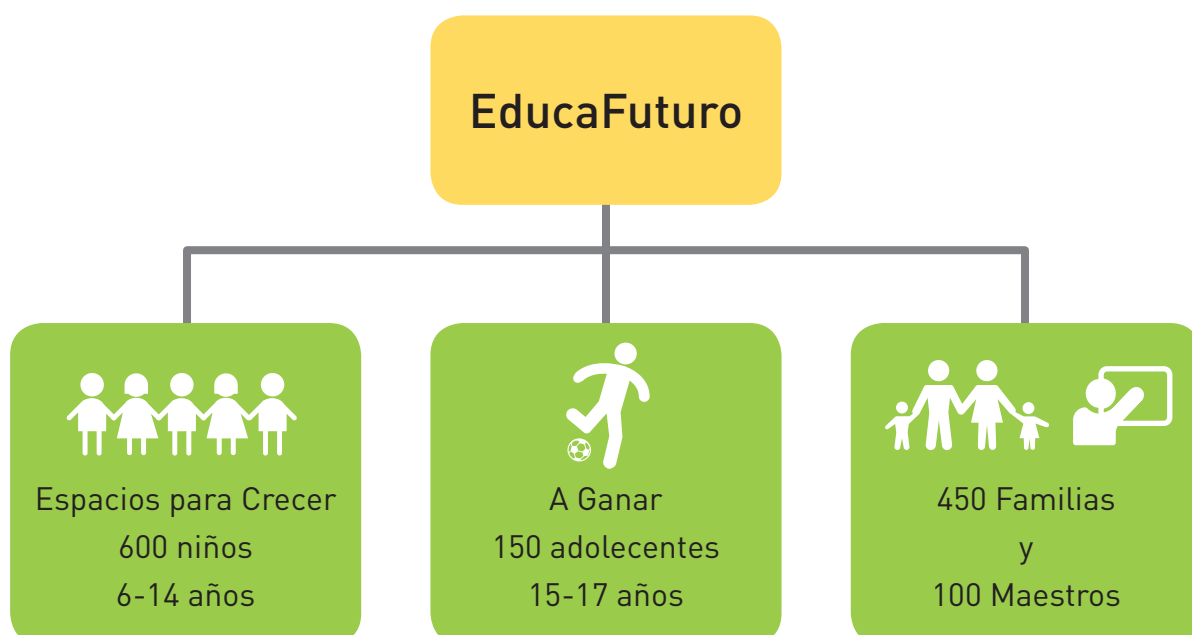 EducaFuturo
Espacios para Crecer
600 niños
6-14 años
A Ganar
150 adolecentes
15-17 años
450 Familias
y
100 Maestros